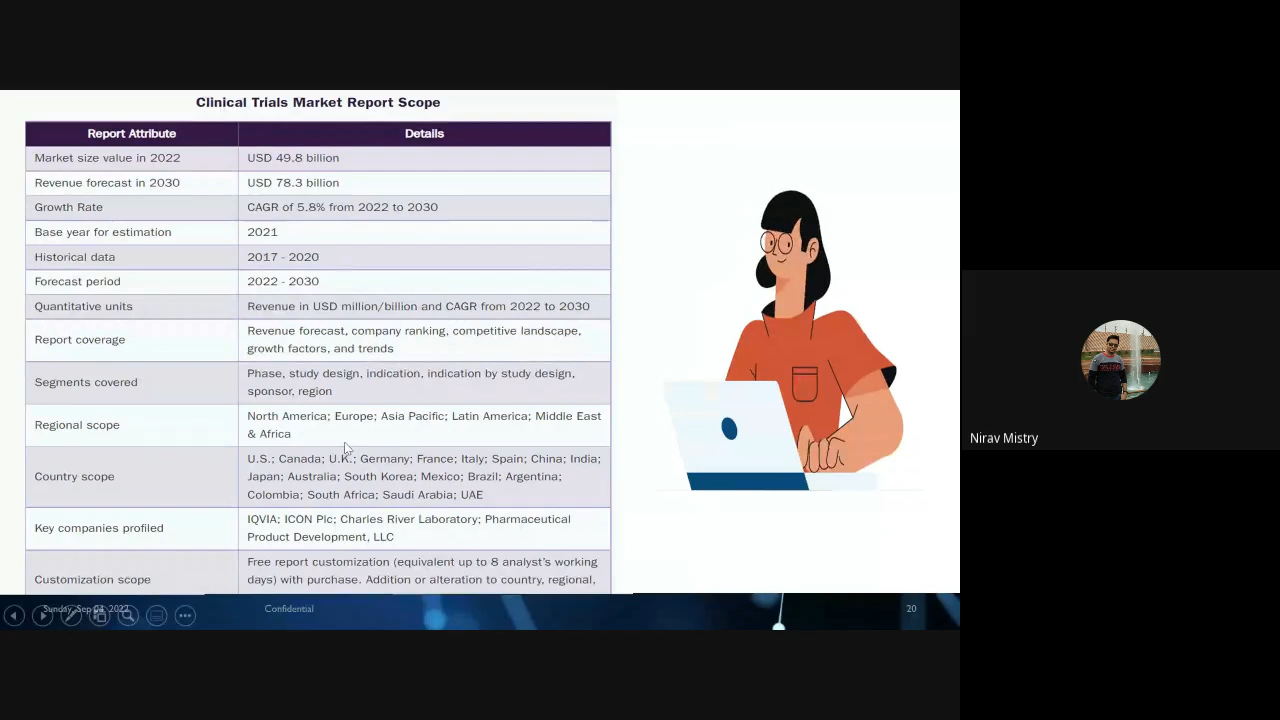 Clinical Trials Market Report Scope
Report Attribute Details
Market size value in 2022 USD 49.8 billion
Revenue forecast in 2030 USD 78.3 billion
Growth Rate CAGR of 5.8% from 2022 to 2030
Base year for estimation 2021
Historical data 2017 - 2020
Forecast period 2022 - 2030
Quantitative units Revenue in USD million/billion and CAGR from 2022 to 2030
Report coverage Revenue forecast, company ranking, competitive landscape,
growth factors, and trends
Segments covered Phase, study design, indication, indication by study design,
sponsor, region
Regional scope North America; Europe; Asia Pacific; Latin America; Middle East
& Africa
Country scope U.S.; Canada; U.K.; Germany; France; Italy; Spain; China; India;
Japan; Australia; South Korea; Mexico; Brazil; Argentina;
Colombia; South Africa; Saudi Arabia; UAE
Key companies profiled IQVIA; ICON Plc; Charles River Laboratory; Pharmaceutical
Product Development, LLC
Customization scope Free report customization (equivalent up to 8 analyst's working
days) with purchase. Addition or alteration to country, regional,
Sunday, Sep 2022 Confidential 20
Nirav Mistry